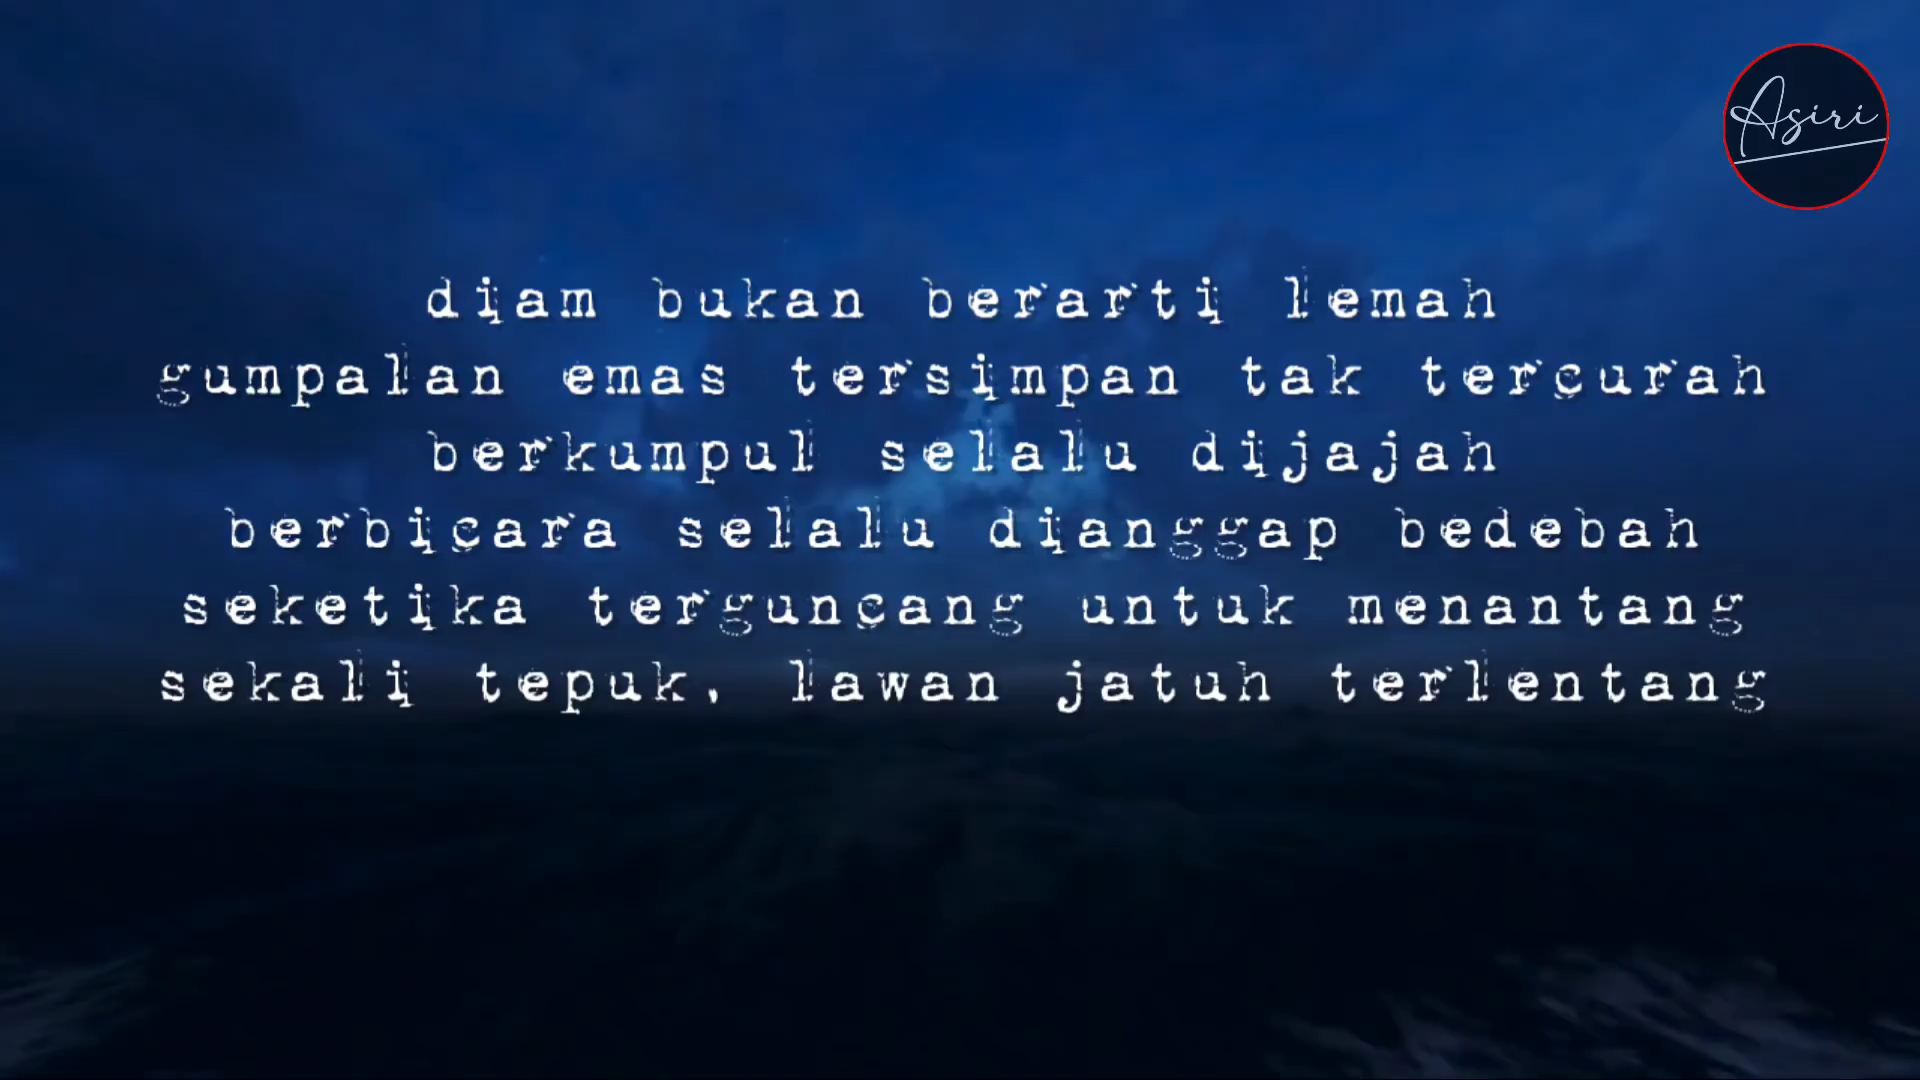 Asiri
diam bukan berarti lemah
gumpalan emas tersimpan tak tercurah
berkumpul selalu dijajah
berbicara selalu dianggap bedebah
seketika terguncang untuk menantang
sekali tepuk, lawan jatuh terlentang